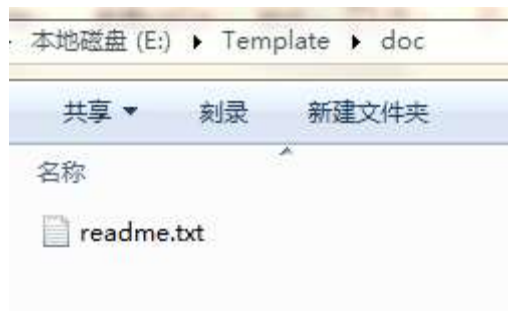 本地磁盘 (E:) ▸ Template ▸ doc
共享 刻录 新建文件夹
名称
readme.txt